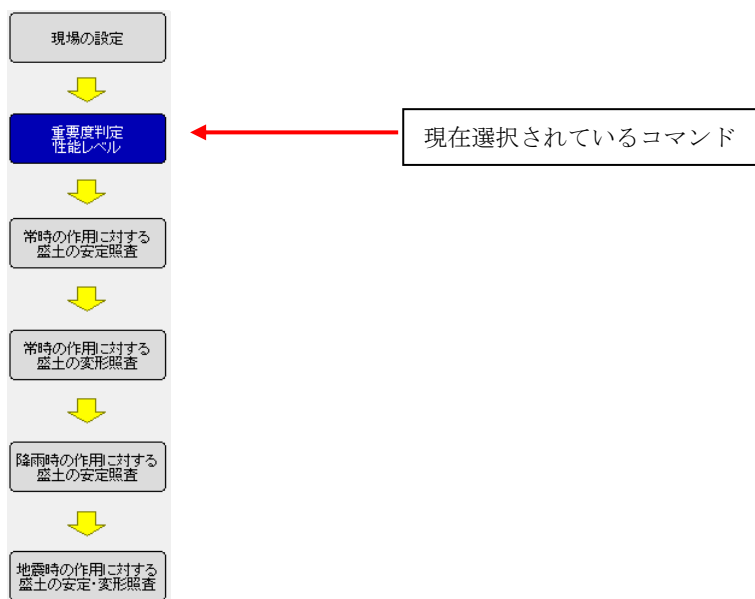 現場の設定
重要度判定
性能レベル
現在選択されているコマンド
常時の作用に対する
盛土の安定照査
常時の作用に対する
盛土の変形照査
降雨時の作用に対する
盛土の安定照査
地震時の作用に対する
盛土の安定・変形照査